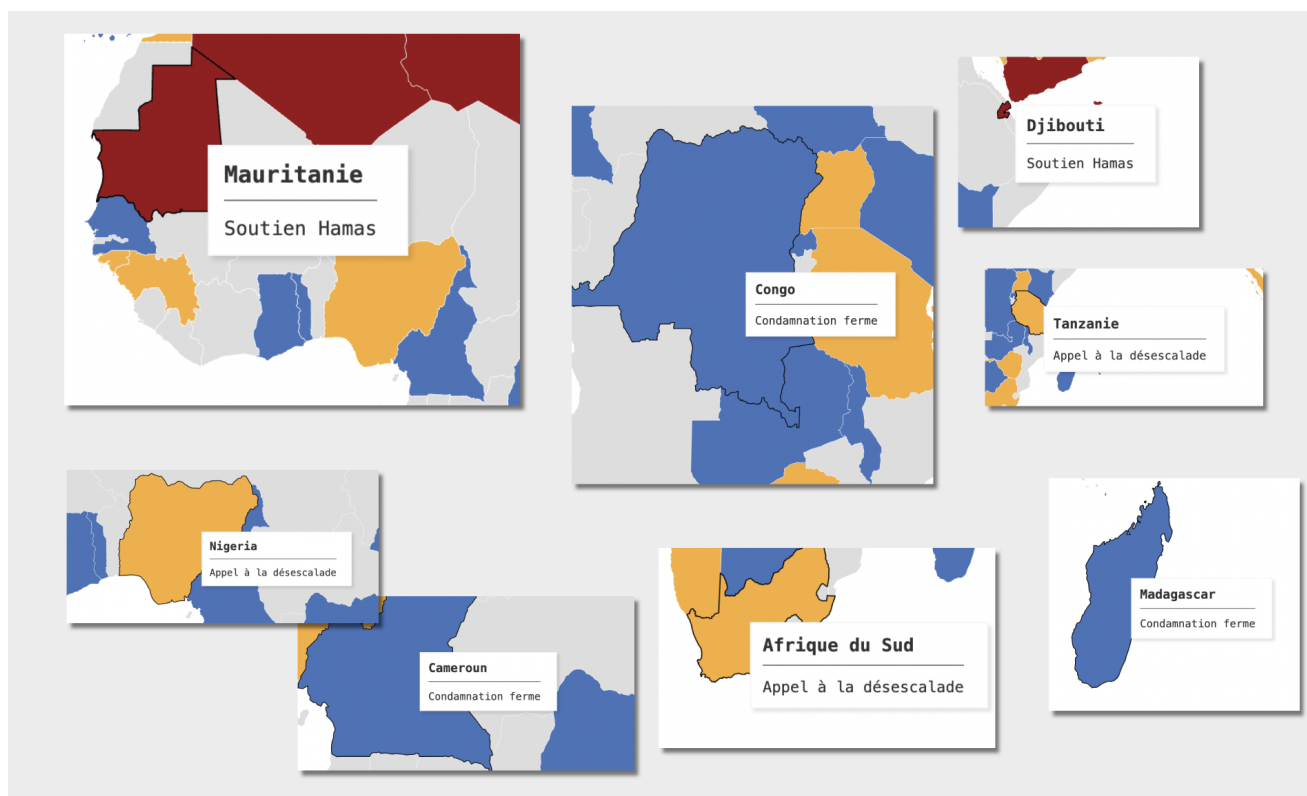 Mauritanie
Soutien Hamas
Congo
Condamnation ferme
Djibouti
Soutien Hamas
Tanzanie
Appel à la désescalade
Nigeria
Appel à la désescalade
Cameroun
Condamnation ferme
Afrique du Sud
Appel à la désescalade
Madagascar
Condamnation ferme